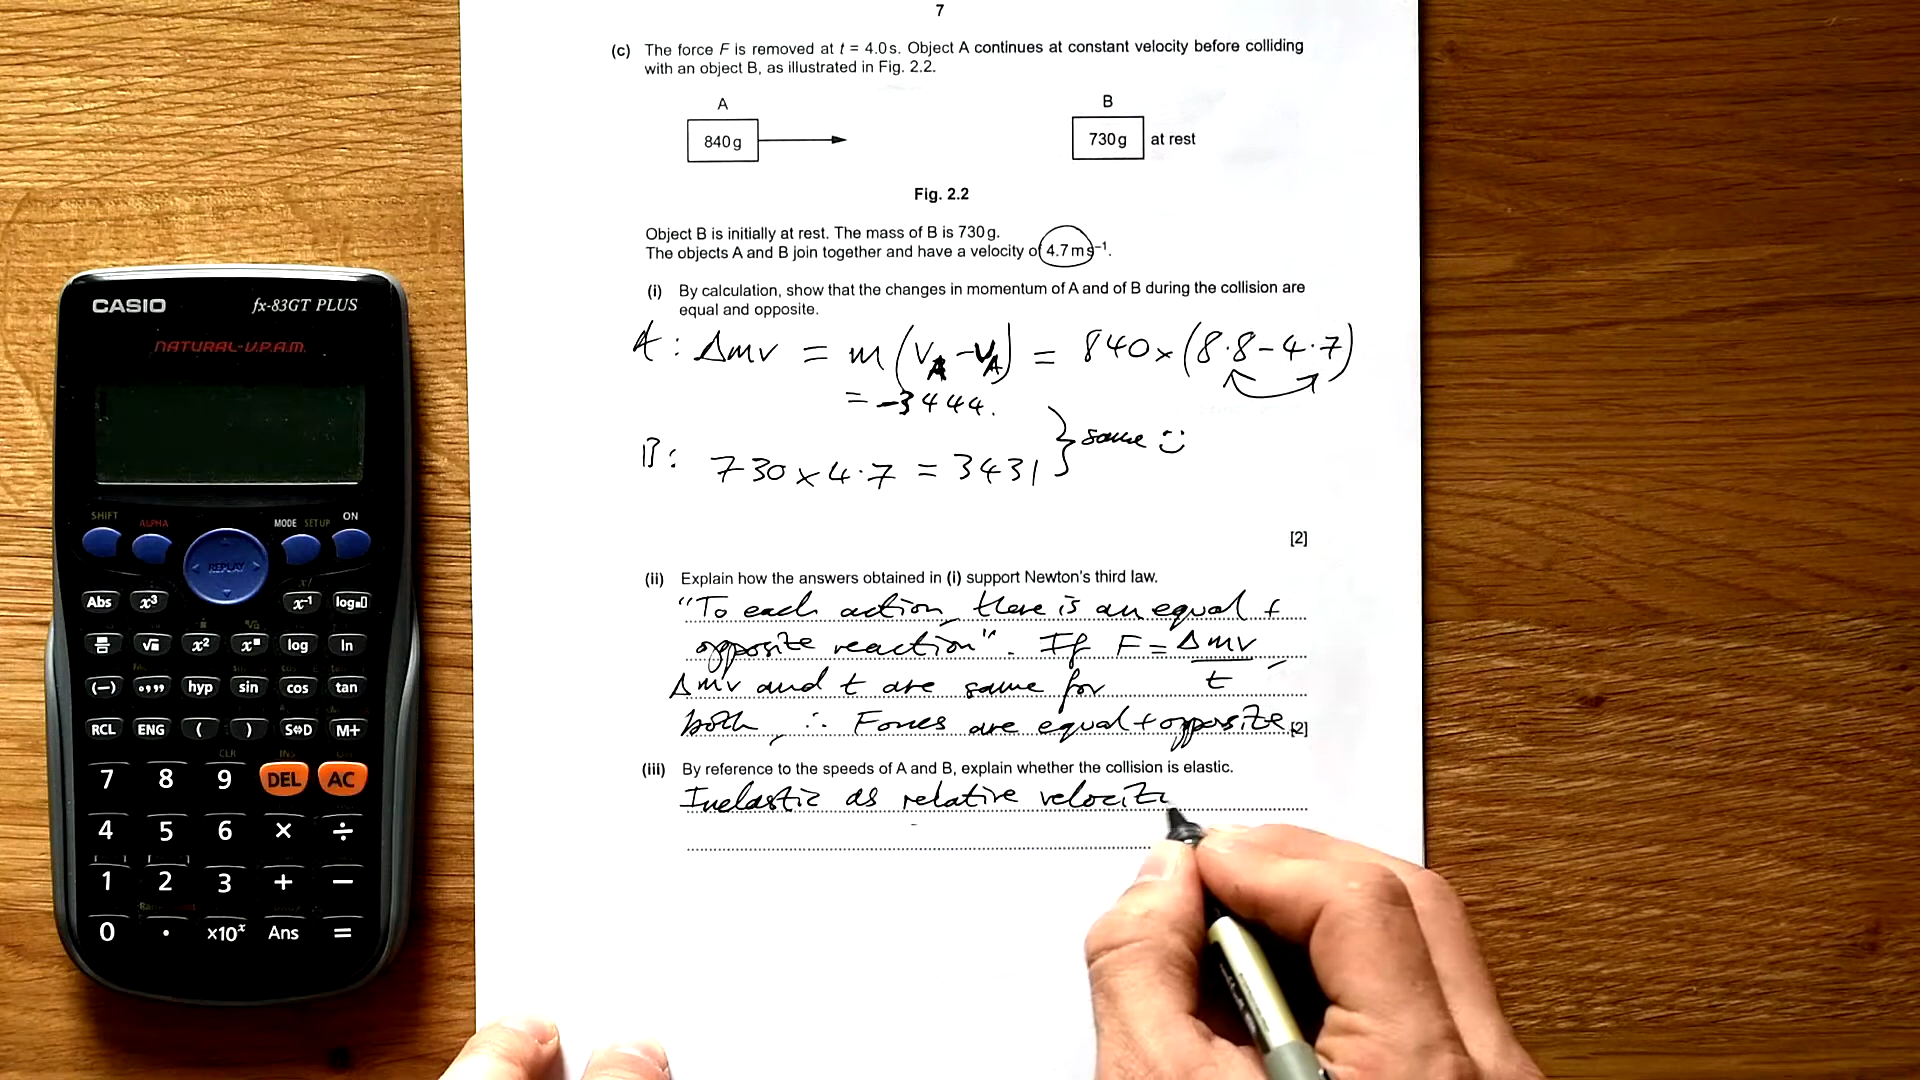 7
(c) The force F is removed at t = 4.0 s. Object A continues at constant velocity before colliding
with an object B, as illustrated in Fig. 2.2.
A B
840 g 730 g at rest
Fig. 2.2
Object B is initially at rest. The mass of B is 730 g.
The objects A and B join together and have a velocity of 4.7 m s⁻¹.
(i) By calculation, show that the changes in momentum of A and of B during the collision are
equal and opposite.
A : Δmv = m (v_A - v_A) = 840 × (8.8 - 4.7)
= -3444.
B : 730 × 4.7 = 3431 } same :)
[2]
(ii) Explain how the answers obtained in (i) support Newton's third law.
"To each action, there is an equal +
opposite reaction". If F = Δmv / t,
Δmv and t are same for
both, ∴ Forces are equal + opposite. [2]
(iii) By reference to the speeds of A and B, explain whether the collision is elastic.
Inelastic as relative velocity
CASIO fx-83GT PLUS
NATURAL-V.P.A.M.
SHIFT ALPHA MODE SETUP ON
REPLAY
Abs x³ x⁻¹ log
x² log ln
(−) hyp sin cos tan
RCL ENG ( ) S⇔D M+
7 8 9 DEL AC
4 5 6 × ÷
1 2 3 + −
0 . ×10ˣ Ans =